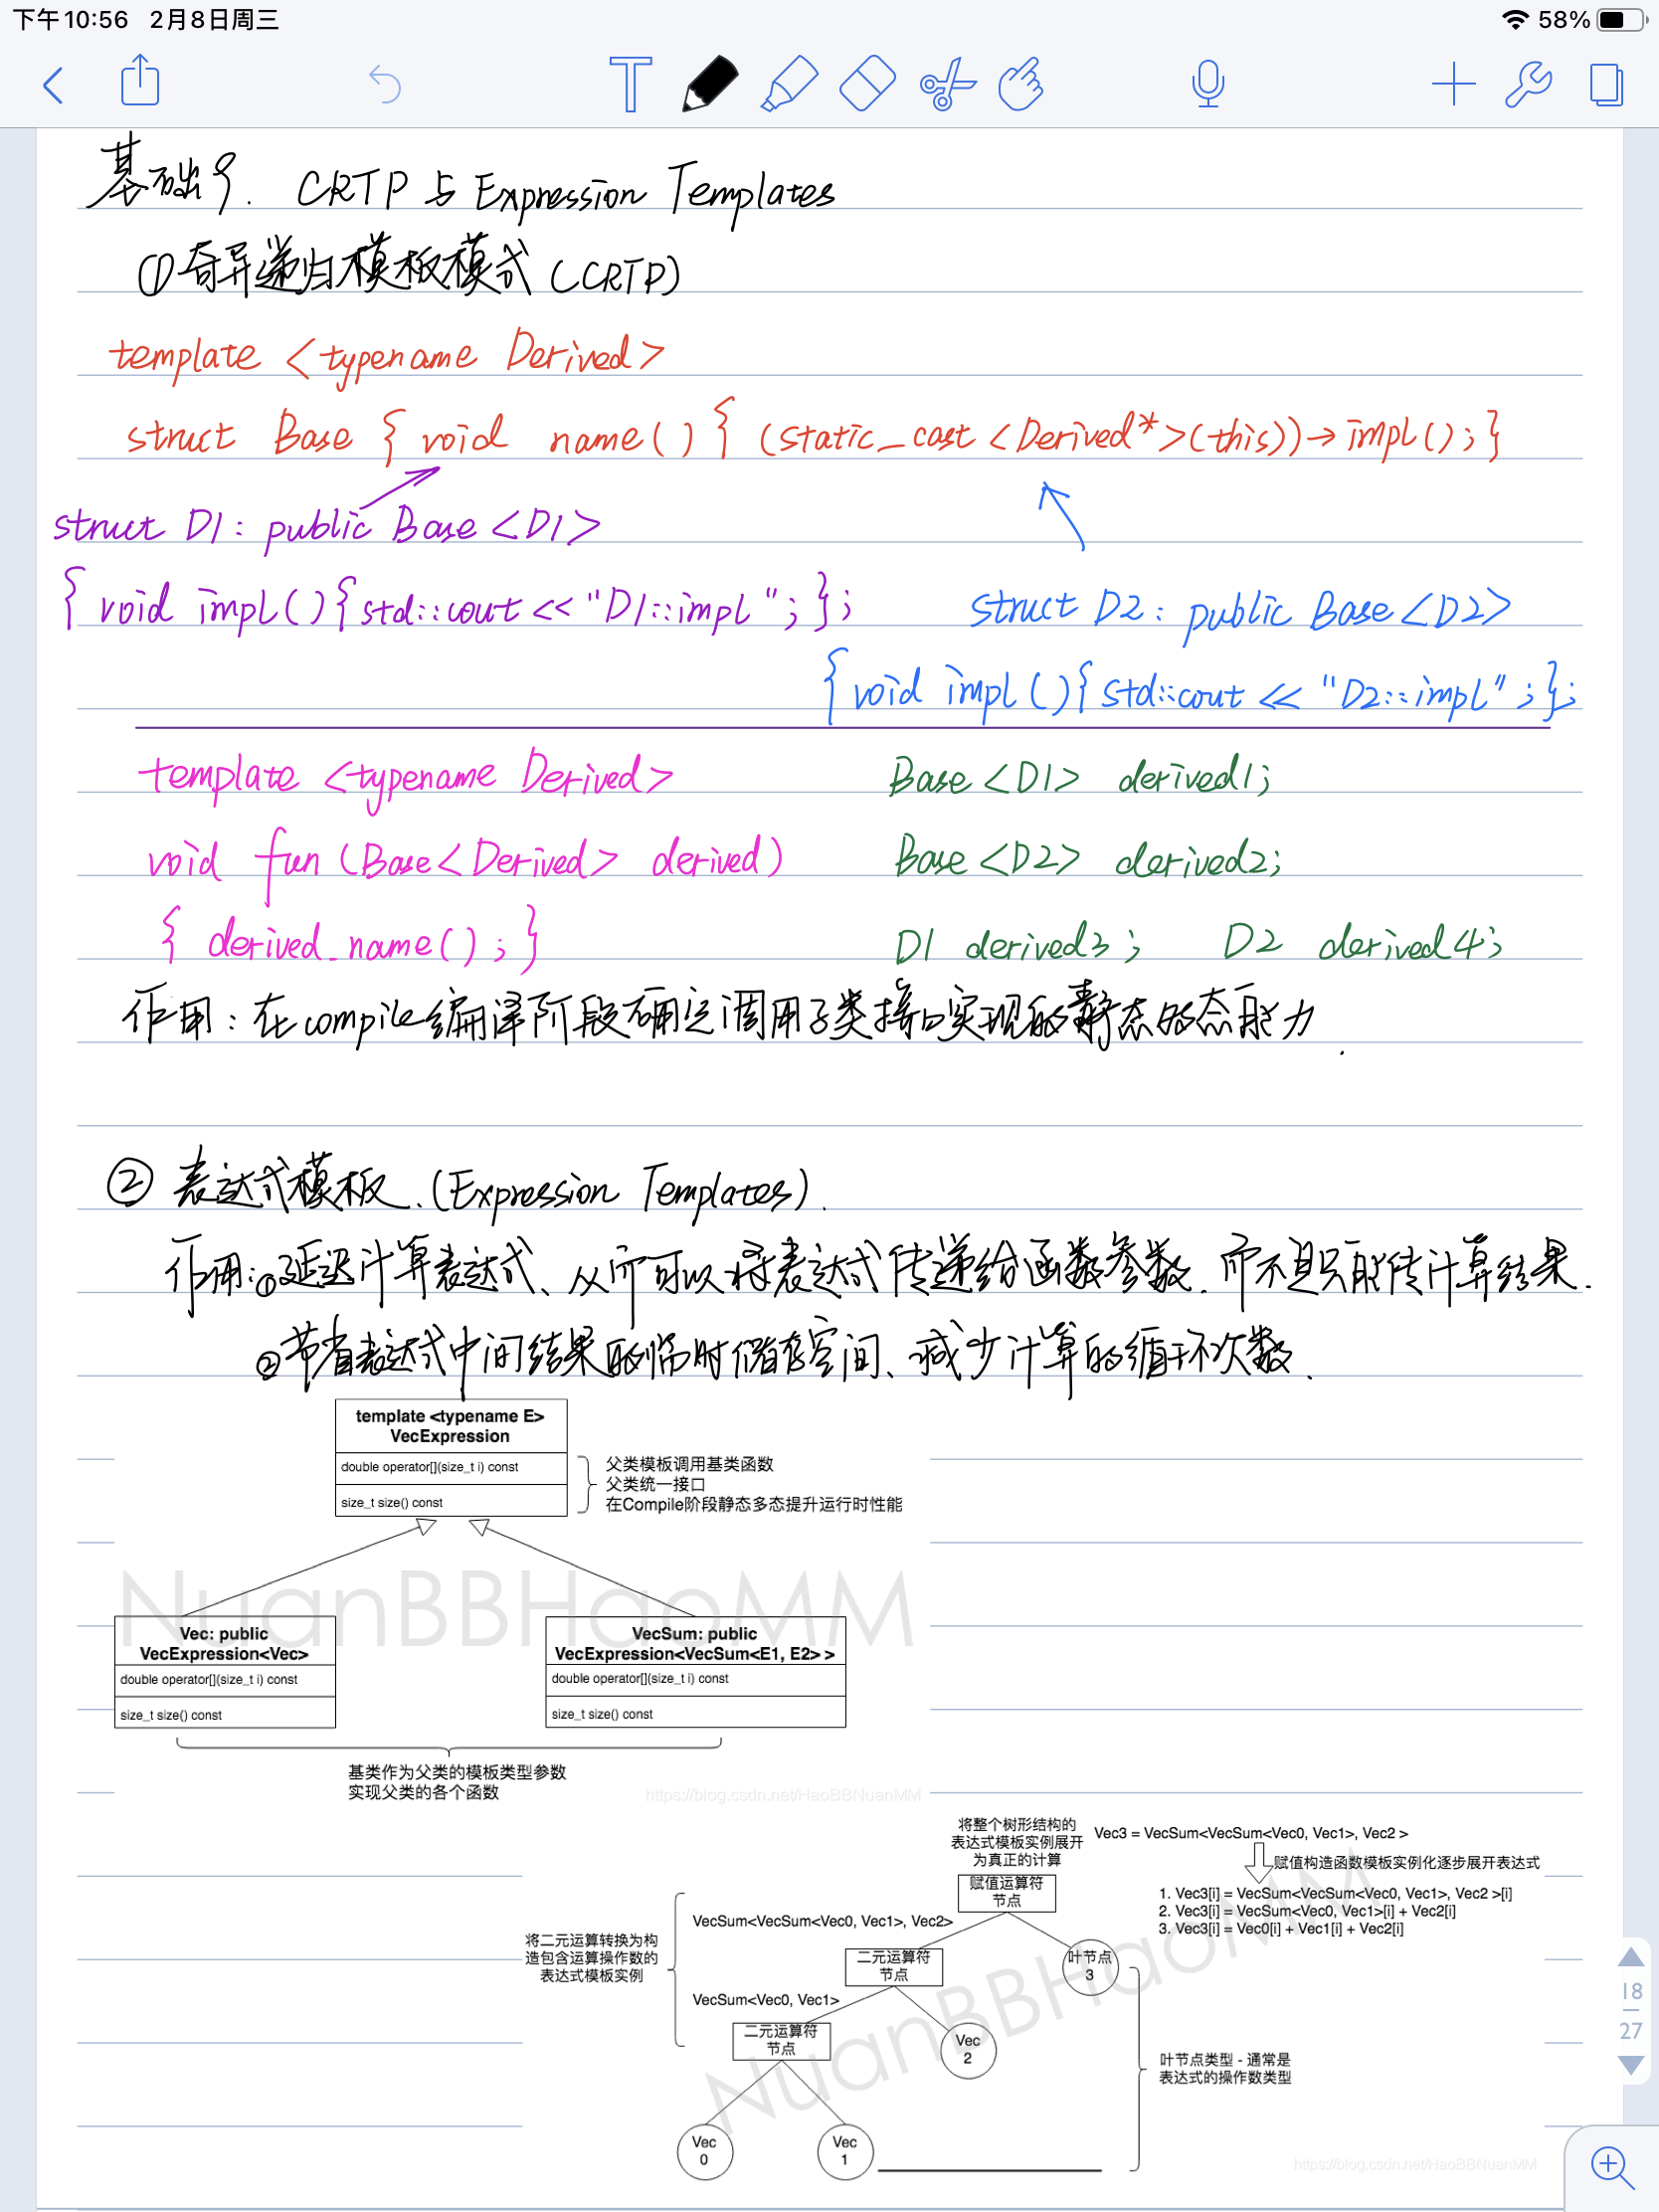 下午10:56 2月8日周三
58%
基础9. CRTP 与 Expression Templates
①奇异递归模板模式 (CRTP)
template <typename Derived>
struct Base { void name() { (static_cast <Derived*>(this))→impl(); }
struct D1: public Base <D1>
{ void impl(){ std::cout << "D1::impl"; };
struct D2: public Base <D2>
{ void impl(){ std::cout << "D2::impl"; };
template <typename Derived>
void fun (Base<Derived> derived)
{ derived.name(); }
Base <D1> derived1;
Base <D2> derived2;
D1 derived3; D2 derived4;
作用: 在compile编译阶段确定调用子类接口实现的静态的态能力.
② 表达式模板.(Expression Templates).
作用:①延迟计算表达式、从而可以将表达式传递给函数参数.而不是只能传计算结果.
②节省表达式中间结果的临时储存空间、减少计算的循环次数.
template <typename E>
VecExpression
double operator[](size_t i) const
size_t size() const
父类模板调用基类函数
父类统一接口
在Compile阶段静态多态提升运行时性能
NuanBBHaoMM
Vec: public
VecExpression<Vec>
double operator[](size_t i) const
size_t size() const
VecSum: public
VecExpression<VecSum<E1, E2> >
double operator[](size_t i) const
size_t size() const
基类作为父类的模板类型参数
实现父类的各个函数
https://blog.csdn.net/HaoBBNuanMM
将整个树形结构的
表达式模板实例展开
为真正的计算
Vec3 = VecSum<VecSum<Vec0, Vec1>, Vec2 >
赋值构造函数模板实例化逐步展开表达式
赋值运算符
节点
1. Vec3[i] = VecSum<VecSum<Vec0, Vec1>, Vec2 >[i]
2. Vec3[i] = VecSum<Vec0, Vec1>[i] + Vec2[i]
3. Vec3[i] = Vec0[i] + Vec1[i] + Vec2[i]
VecSum<VecSum<Vec0, Vec1>, Vec2>
将二元运算转换为构
造包含运算操作数的
表达式模板实例
二元运算符
节点
叶节点
3
VecSum<Vec0, Vec1>
二元运算符
节点
Vec
2
NuanBBHaoMM
叶节点类型 - 通常是
表达式的操作数类型
Vec
0
Vec
1
https://blog.csdn.net/HaoBBNuanMM
18
27